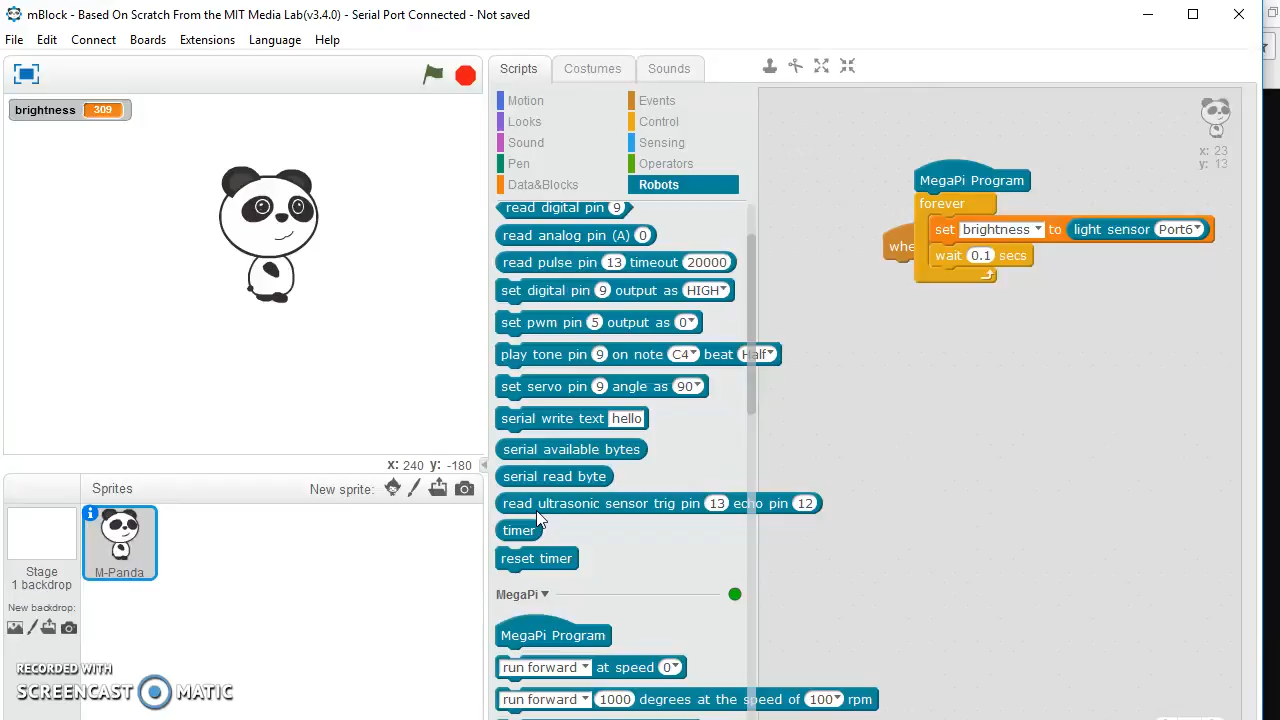 mBlock - Based On Scratch From the MIT Media Lab(v3.4.0) - Serial Port Connected - Not saved
File Edit Connect Boards Extensions Language Help
brightness 309
Scripts Costumes Sounds
Motion Events
Looks Control
Sound Sensing
Pen Operators
Data&Blocks Robots
read digital pin 9
read analog pin (A) 0
read pulse pin 13 timeout 20000
set digital pin 9 output as HIGH
set pwm pin 5 output as 0
play tone pin 9 on note C4 beat Half
set servo pin 9 angle as 90
serial write text hello
serial available bytes
serial read byte
read ultrasonic sensor trig pin 13 echo pin 12
timer
reset timer
MegaPi
MegaPi Program
run forward at speed 0
run forward 1000 degrees at the speed of 100 rpm
MegaPi Program
forever
set brightness to light sensor Port6
whe
wait 0.1 secs
x: 23
y: 13
x: 240 y: -180
Sprites New sprite:
M-Panda
Stage
1 backdrop
New backdrop:
RECORDED WITH
SCREENCAST MATIC